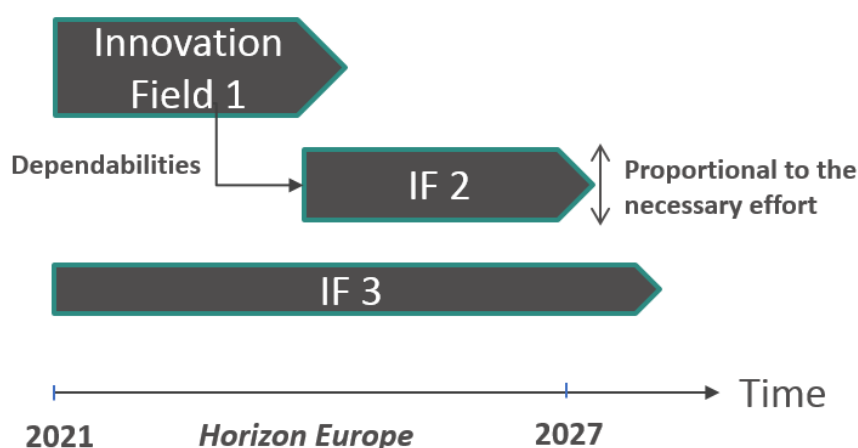 Innovation
Field 1
Dependabilities
IF 2
Proportional to the
necessary effort
IF 3
Time
2021
Horizon Europe
2027